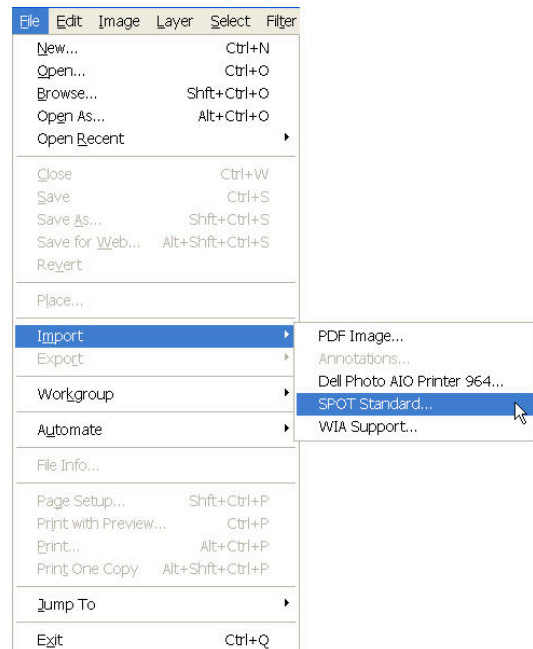 File Edit Image Layer Select Filter
New... Ctrl+N
Open... Ctrl+O
Browse... Shft+Ctrl+O
Open As... Alt+Ctrl+O
Open Recent
Close Ctrl+W
Save Ctrl+S
Save As... Shft+Ctrl+S
Save for Web... Alt+Shft+Ctrl+S
Revert
Place...
Import
Export
Workgroup
Automate
File Info...
Page Setup... Shft+Ctrl+P
Print with Preview... Ctrl+P
Print... Alt+Ctrl+P
Print One Copy Alt+Shft+Ctrl+P
Jump To
Exit Ctrl+Q
PDF Image...
Annotations...
Dell Photo AIO Printer 964...
SPOT Standard...
WIA Support...